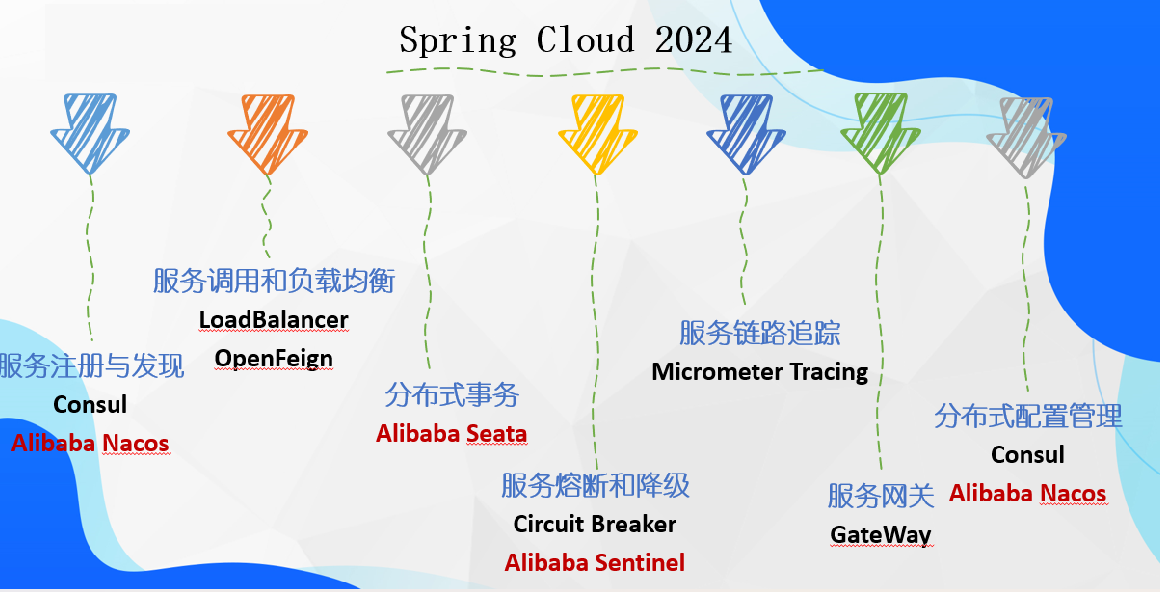 Spring Cloud 2024
服务注册与发现
Consul
Alibaba Nacos
服务调用和负载均衡
LoadBalancer
OpenFeign
分布式事务
Alibaba Seata
服务熔断和降级
Circuit Breaker
Alibaba Sentinel
服务链路追踪
Micrometer Tracing
服务网关
GateWay
分布式配置管理
Consul
Alibaba Nacos